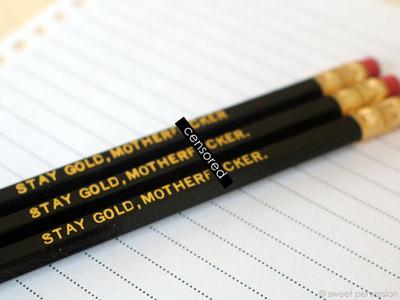 STAY GOLD, MOTHERF CKER
STAY GOLD, MOTHERF CKER.
STAY GOLD, MOTHERF CKER.
censored
© sweet perversion